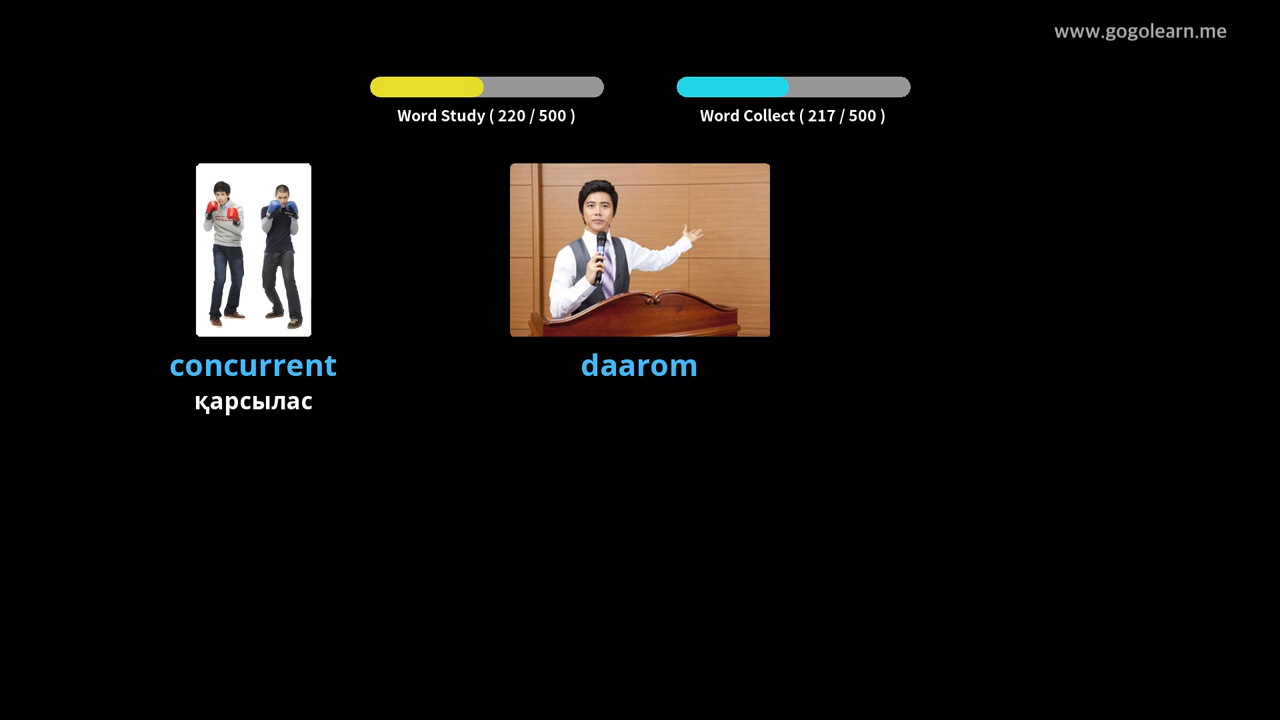 www.gogolearn.me
Word Study ( 220 / 500 )
Word Collect ( 217 / 500 )
concurrent
қарсылас
daarom